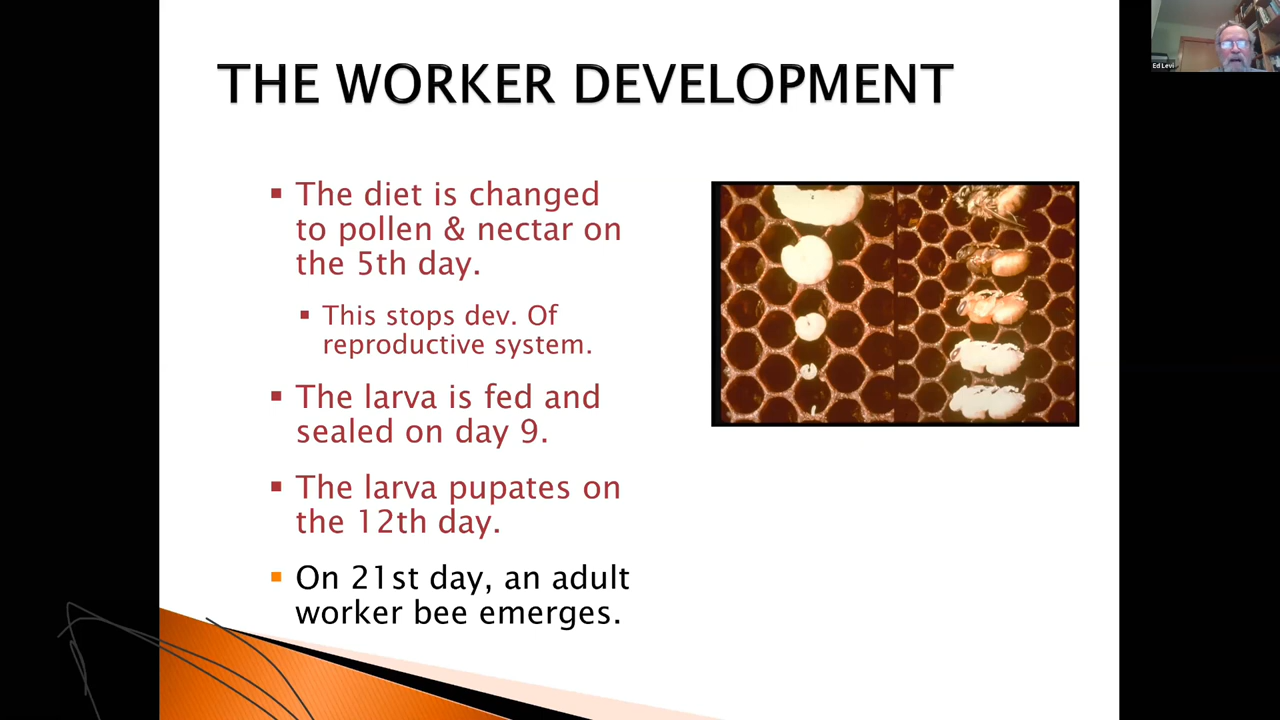 THE WORKER DEVELOPMENT
The diet is changed
to pollen & nectar on
the 5th day.
This stops dev. Of
reproductive system.
The larva is fed and
sealed on day 9.
The larva pupates on
the 12th day.
On 21st day, an adult
worker bee emerges.
Ed Levi